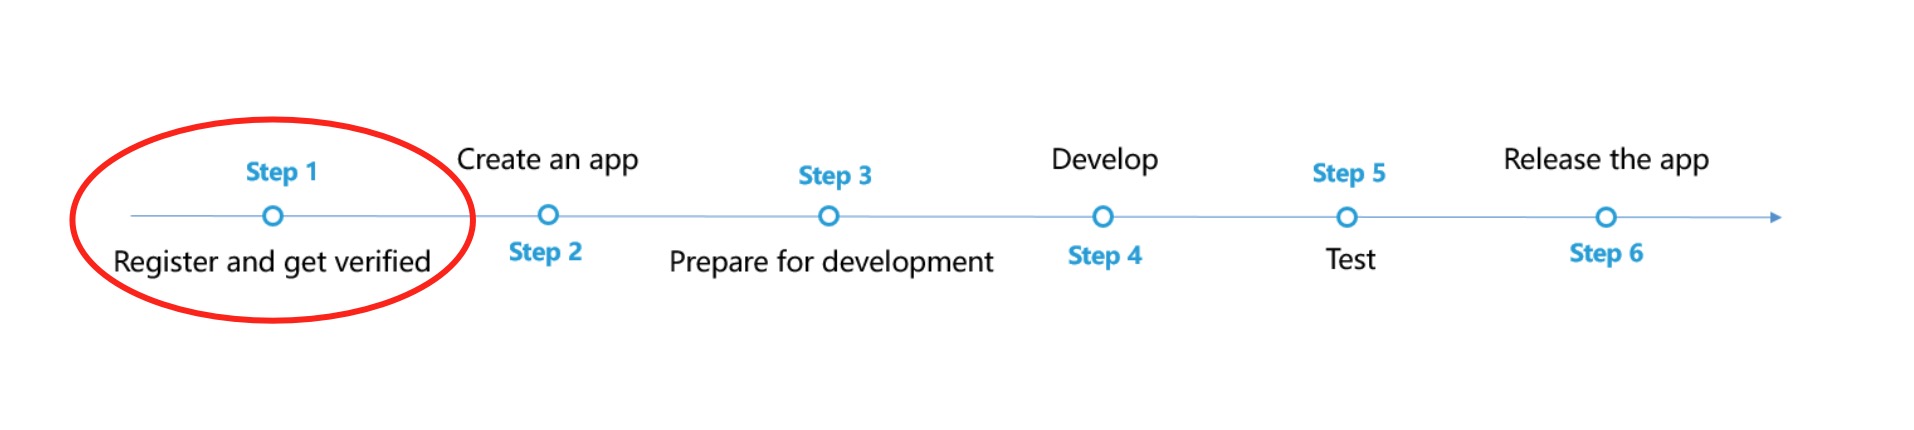 Step 1
Register and get verified
Create an app
Step 2
Step 3
Prepare for development
Develop
Step 4
Step 5
Test
Release the app
Step 6